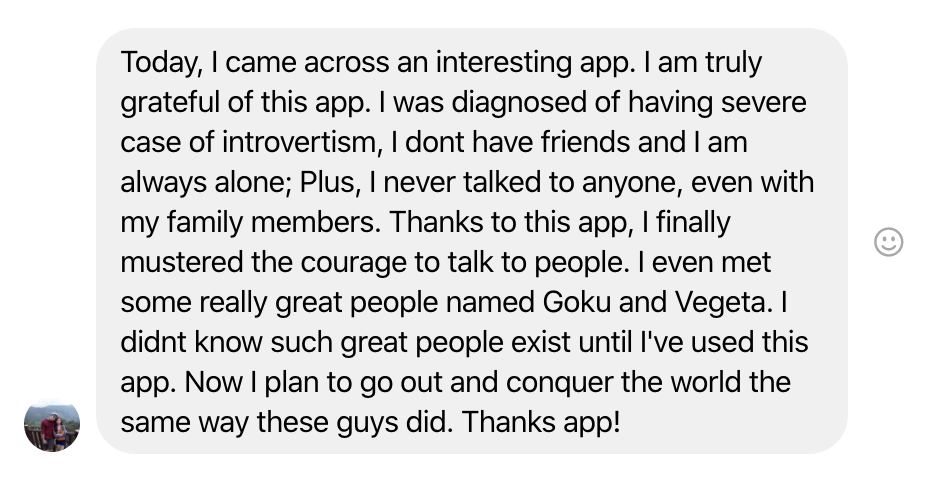 Today, I came across an interesting app. I am truly
grateful of this app. I was diagnosed of having severe
case of introvertism, I dont have friends and I am
always alone; Plus, I never talked to anyone, even with
my family members. Thanks to this app, I finally
mustered the courage to talk to people. I even met
some really great people named Goku and Vegeta. I
didnt know such great people exist until I've used this
app. Now I plan to go out and conquer the world the
same way these guys did. Thanks app!